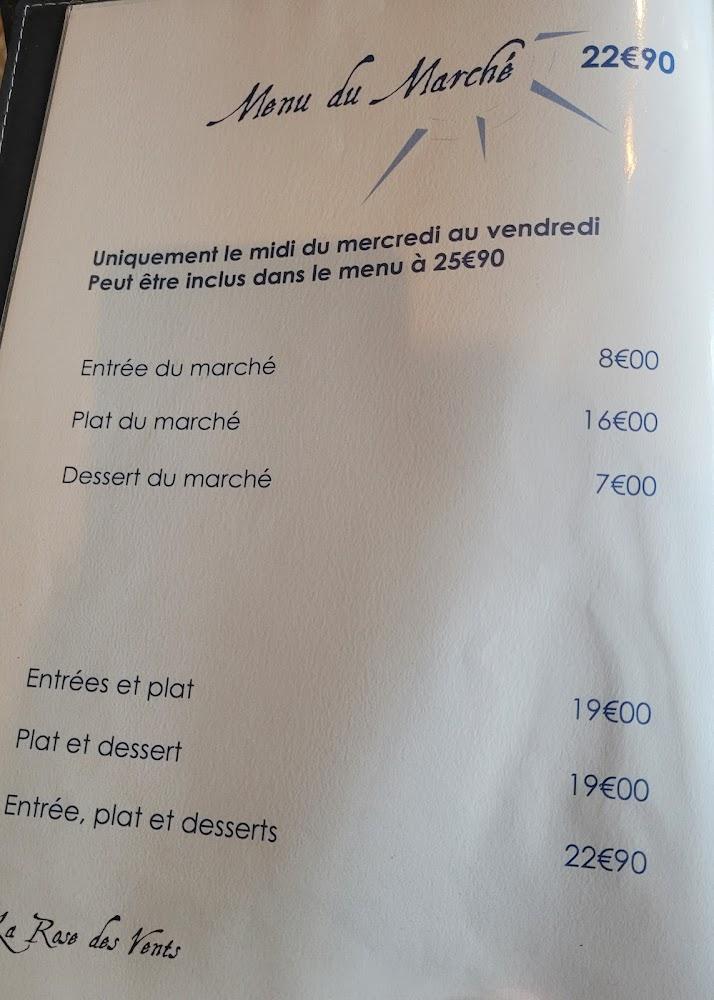 Menu du Marché 22€90
Uniquement le midi du mercredi au vendredi
Peut être inclus dans le menu à 25€90
Entrée du marché 8€00
Plat du marché 16€00
Dessert du marché 7€00
Entrées et plat 19€00
Plat et dessert 19€00
Entrée, plat et desserts 22€90
La Rose des Vents